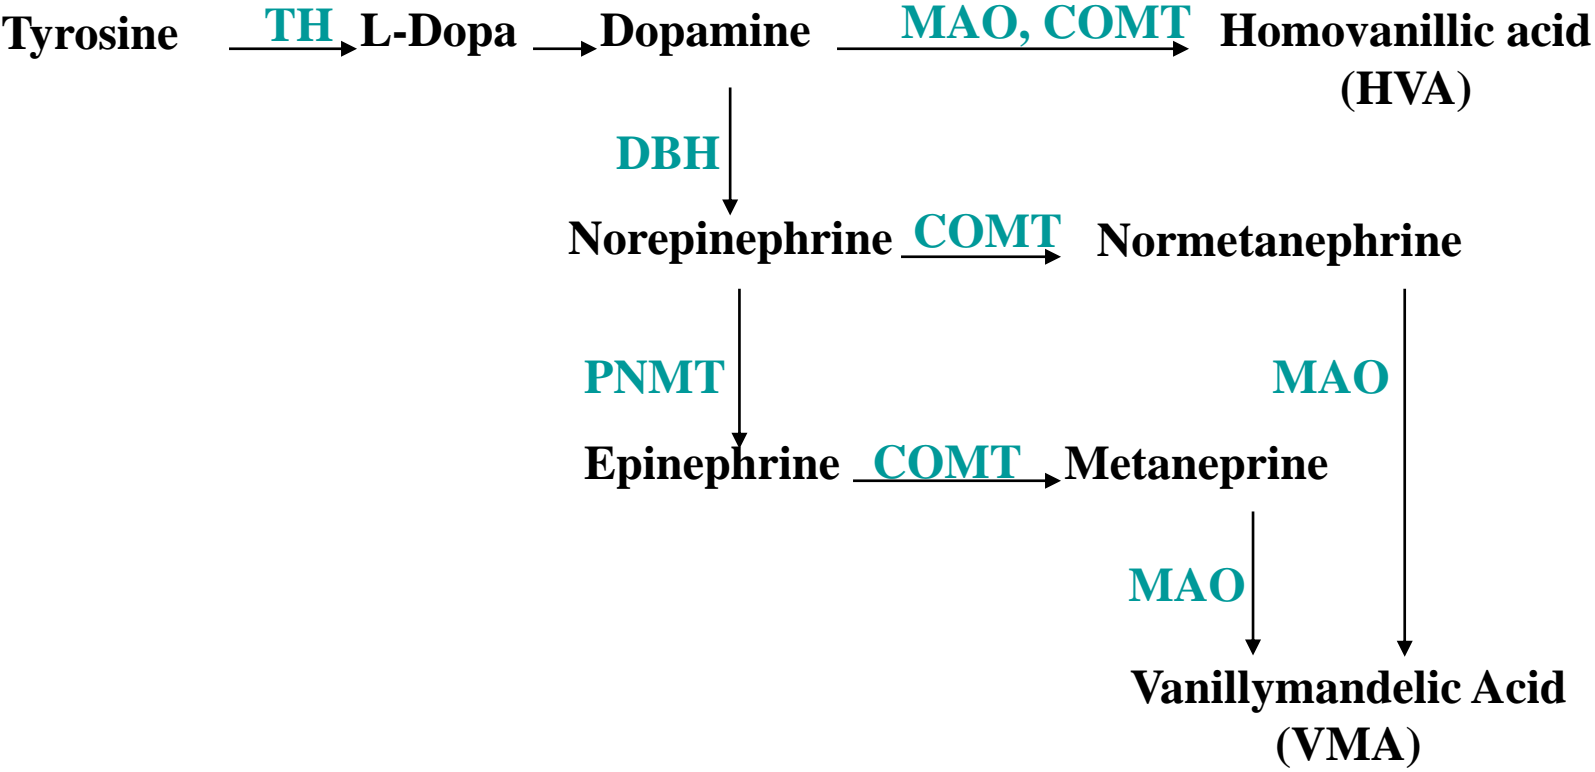 Tyrosine TH L-Dopa Dopamine MAO, COMT Homovanillic acid
(HVA)
DBH
Norepinephrine COMT Normetanephrine
PNMT MAO
Epinephrine COMT Metaneprine
MAO
Vanillymandelic Acid
(VMA)